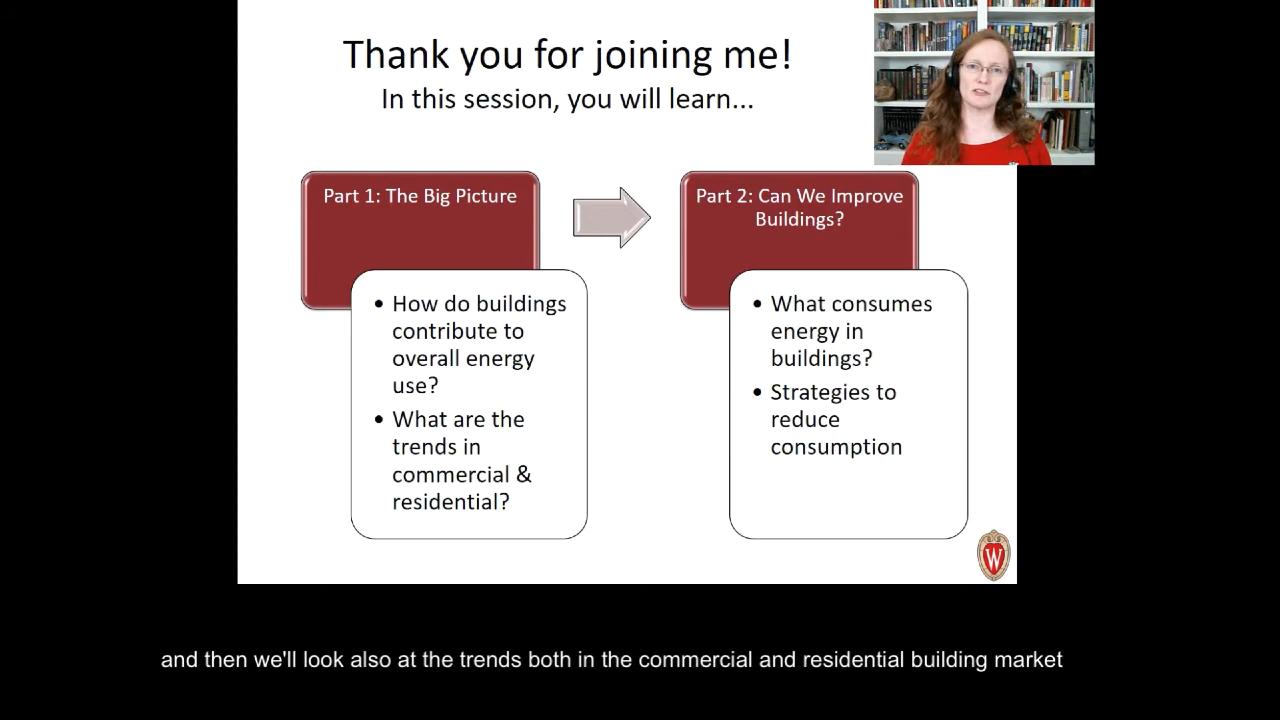 Thank you for joining me!
In this session, you will learn...
Part 1: The Big Picture
• How do buildings
contribute to
overall energy
use?
• What are the
trends in
commercial &
residential?
Part 2: Can We Improve
Buildings?
• What consumes
energy in
buildings?
• Strategies to
reduce
consumption
W
and then we'll look also at the trends both in the commercial and residential building market